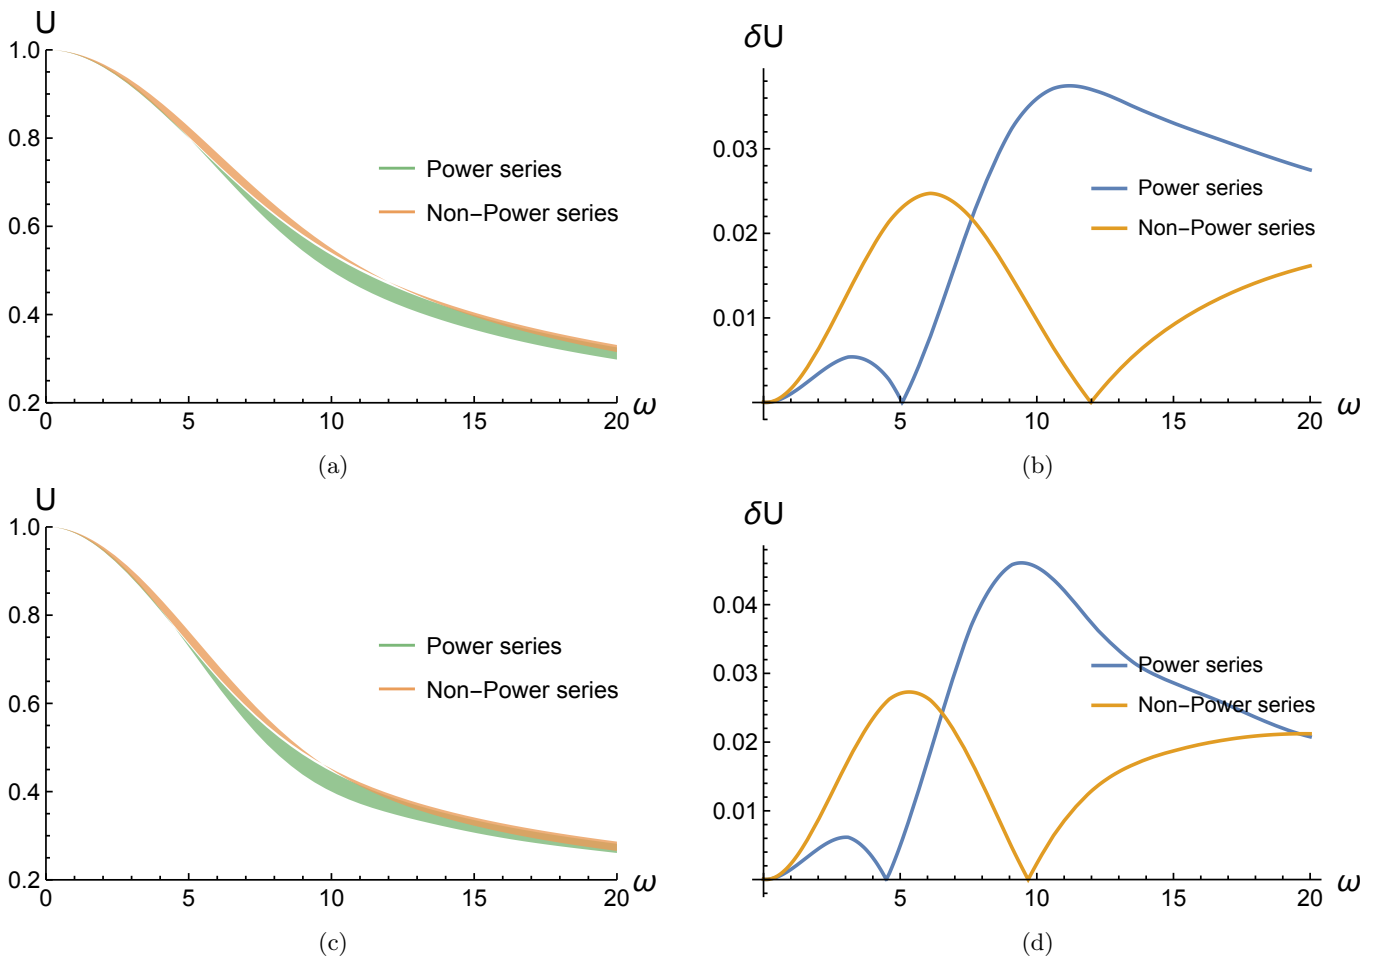 U
1.0
0.8
0.6
0.4
0.2
0 5 10 15 20 ω
Power series
Non−Power series
(a)
δU
0.03
0.02
0.01
5 10 15 20 ω
Power series
Non−Power series
(b)
U
1.0
0.8
0.6
0.4
0.2
0 5 10 15 20 ω
Power series
Non−Power series
(c)
δU
0.04
0.03
0.02
0.01
5 10 15 20 ω
Power series
Non−Power series
(d)